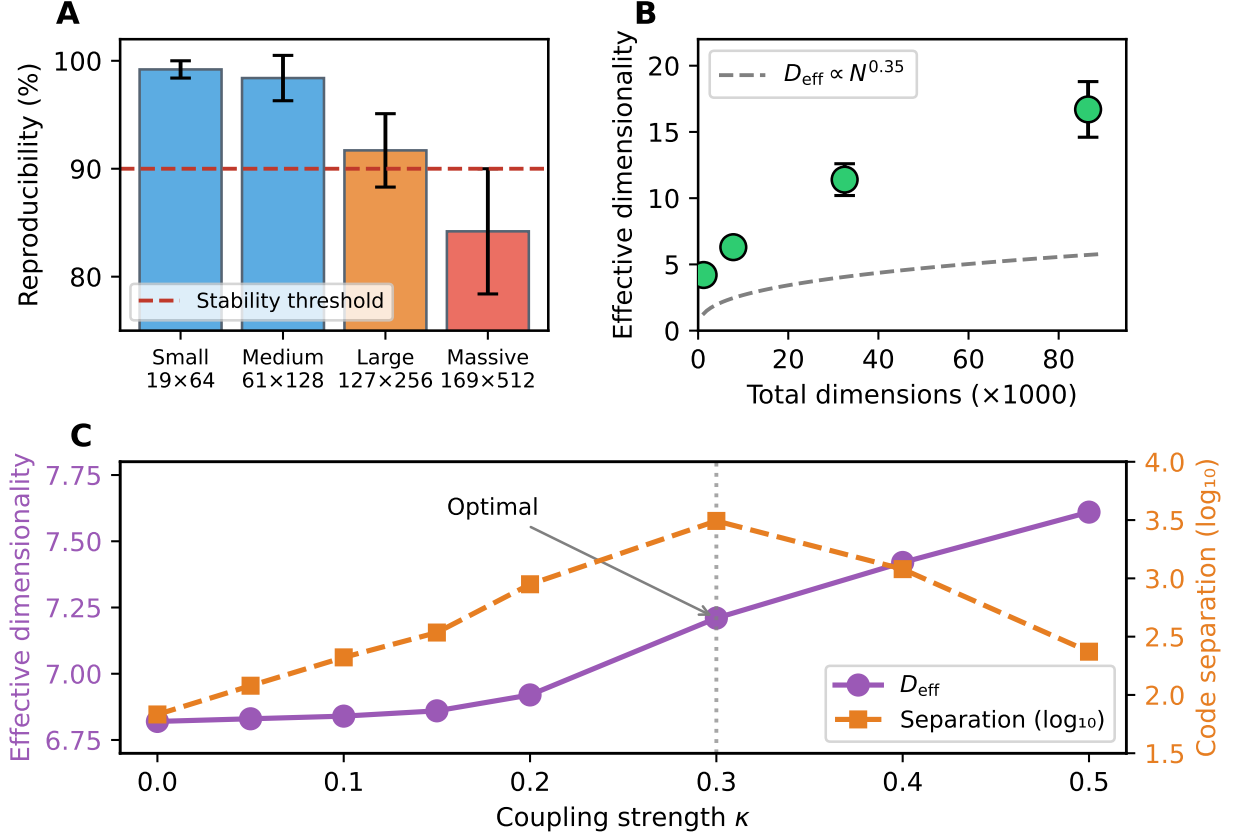 A
Reproducibility (%)
100
90
80
Stability threshold
Small
19×64
Medium
61×128
Large
127×256
Massive
169×512
B
Effective dimensionality
20
15
10
5
0
D_eff ∝ N^0.35
0 20 40 60 80
Total dimensions (×1000)
C
Effective dimensionality
7.75
7.50
7.25
7.00
6.75
Optimal
D_eff
Separation (log₁₀)
4.0
3.5
3.0
2.5
2.0
1.5
Code separation (log₁₀)
0.0 0.1 0.2 0.3 0.4 0.5
Coupling strength κ